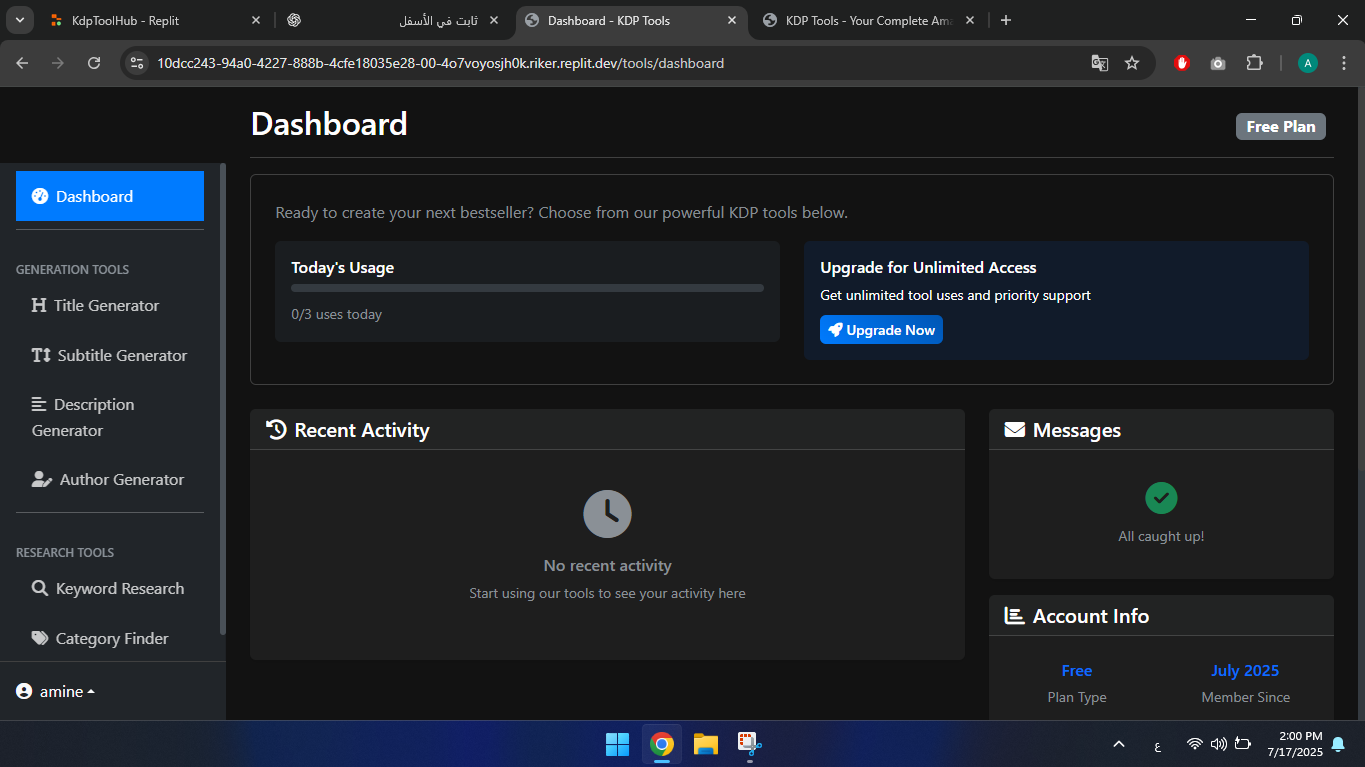 KdpToolHub - Replit
ثابت في الأسفل
Dashboard - KDP Tools
KDP Tools - Your Complete Ama
10dcc243-94a0-4227-888b-4cfe18035e28-00-4o7voyosjh0k.riker.replit.dev/tools/dashboard
A
Dashboard
Free Plan
Dashboard
GENERATION TOOLS
Title Generator
Subtitle Generator
Description
Generator
Author Generator
RESEARCH TOOLS
Keyword Research
Category Finder
amine
Ready to create your next bestseller? Choose from our powerful KDP tools below.
Today's Usage
0/3 uses today
Upgrade for Unlimited Access
Get unlimited tool uses and priority support
Upgrade Now
Recent Activity
No recent activity
Start using our tools to see your activity here
Messages
All caught up!
Account Info
Free
Plan Type
July 2025
Member Since
ع
2:00 PM
7/17/2025